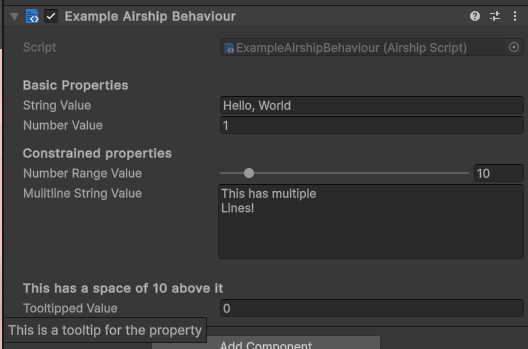 Example Airship Behaviour
Script
ExampleAirshipBehaviour (Airship Script)
Basic Properties
String Value
Hello, World
Number Value
1
Constrained properties
Number Range Value
10
Mulitline String Value
This has multiple
Lines!
This has a space of 10 above it
Tooltipped Value
0
This is a tooltip for the property
Add Component